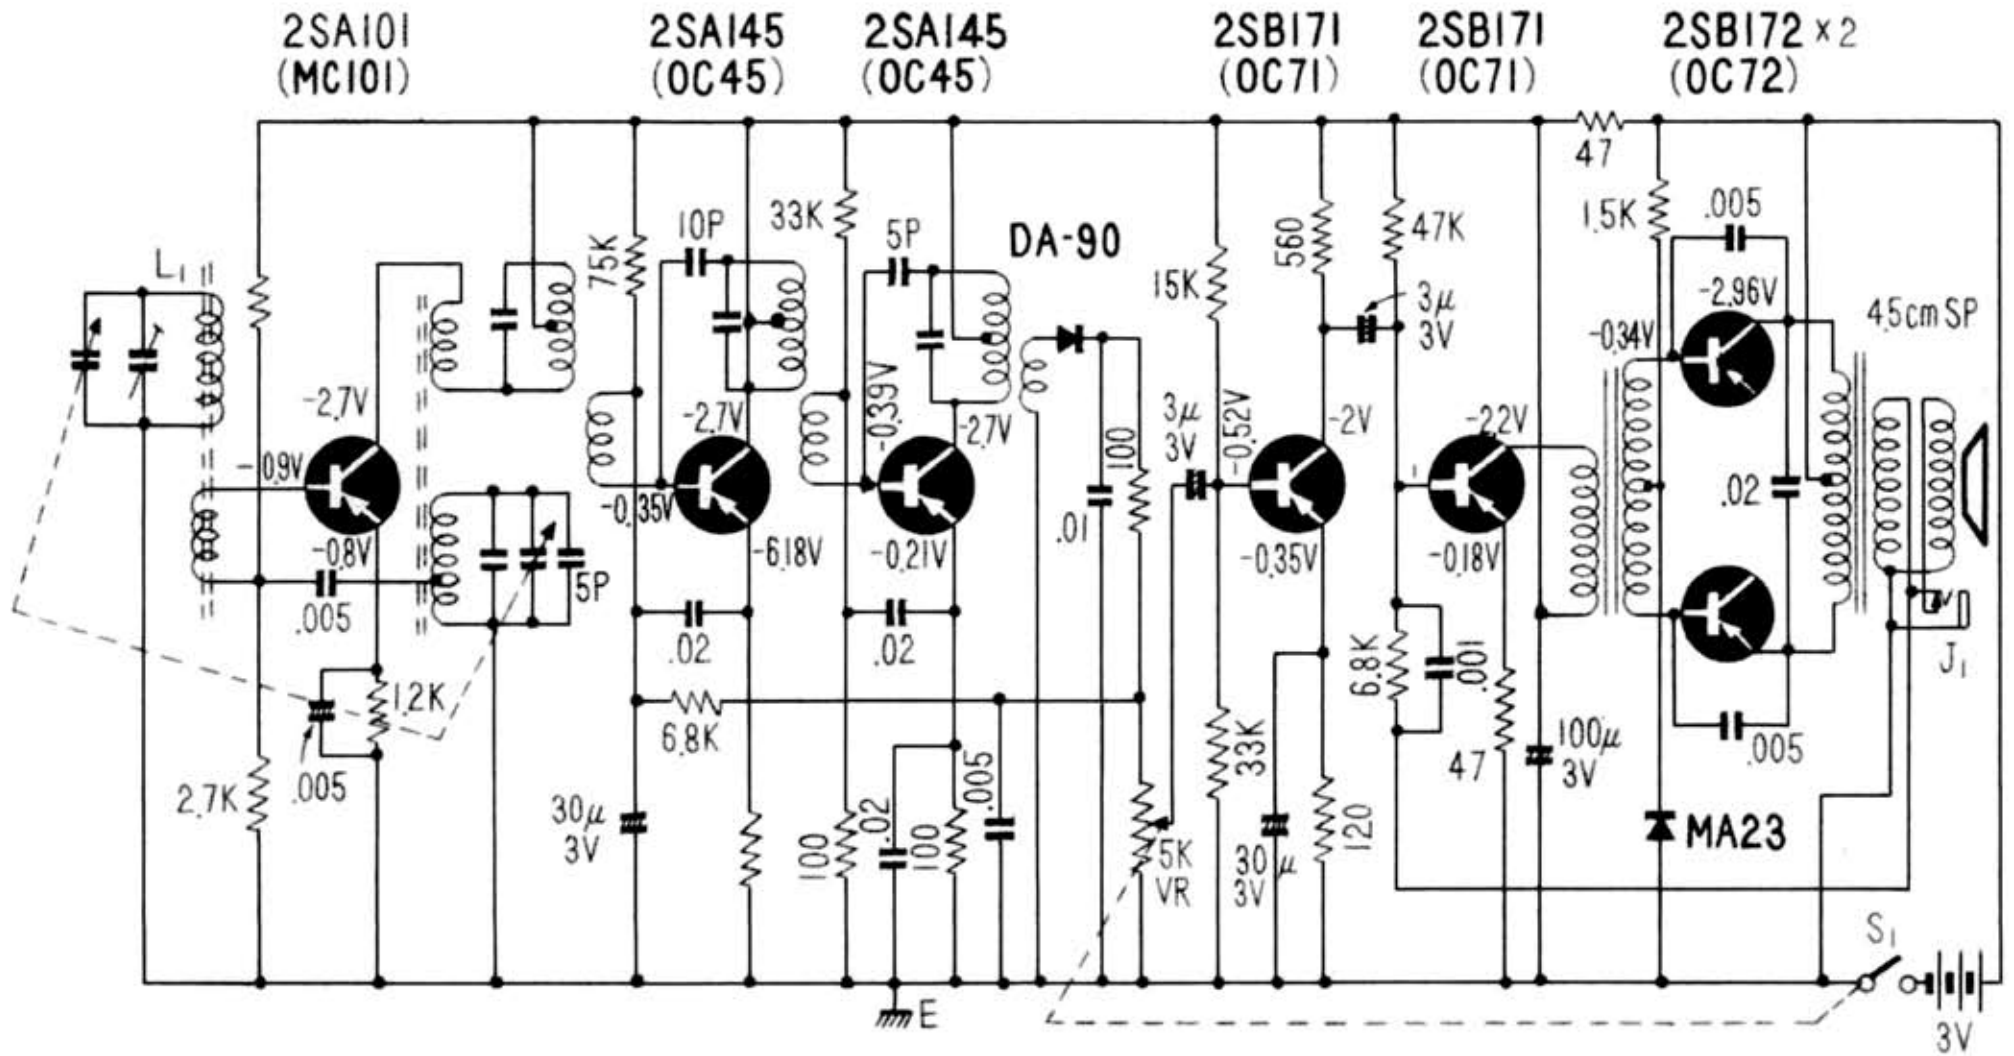 2SA101
(MC101)
2SA145
(OC45)
2SA145
(OC45)
2SB171
(OC71)
2SB171
(OC71)
2SB172 x 2
(OC72)
47
L1
75K
10P
33K
5P
DA-90
15K
560
47K
1.5K
.005
3μ
3V
-2.96V
4.5cm SP
-0.34V
-2.7V
-2.7V
-0.39V
-2.7V
3μ
3V
-0.52V
-2V
-2.2V
-0.9V
100
.02
-0.35V
.01
-0.8V
-6.18V
-0.21V
-0.35V
-0.18V
.005
5P
.02
.02
6.8K
.001
J1
1.2K
6.8K
33K
47
100μ
3V
.005
2.7K
.005
30μ
3V
100
.02
100
.005
5K
VR
30μ
3V
120
MA23
S1
E
3V